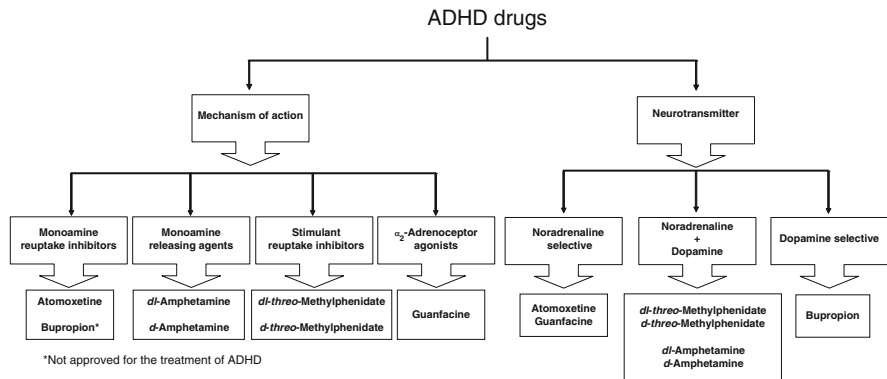 ADHD drugs
Mechanism of action
Neurotransmitter
Monoamine
reuptake inhibitors
Monoamine
releasing agents
Stimulant
reuptake inhibitors
α2-Adrenoceptor
agonists
Noradrenaline
selective
Noradrenaline
+
Dopamine
Dopamine selective
Atomoxetine
Bupropion*
dl-Amphetamine
d-Amphetamine
dl-threo-Methylphenidate
d-threo-Methylphenidate
Guanfacine
Atomoxetine
Guanfacine
dl-threo-Methylphenidate
d-threo-Methylphenidate
dl-Amphetamine
d-Amphetamine
Bupropion
*Not approved for the treatment of ADHD